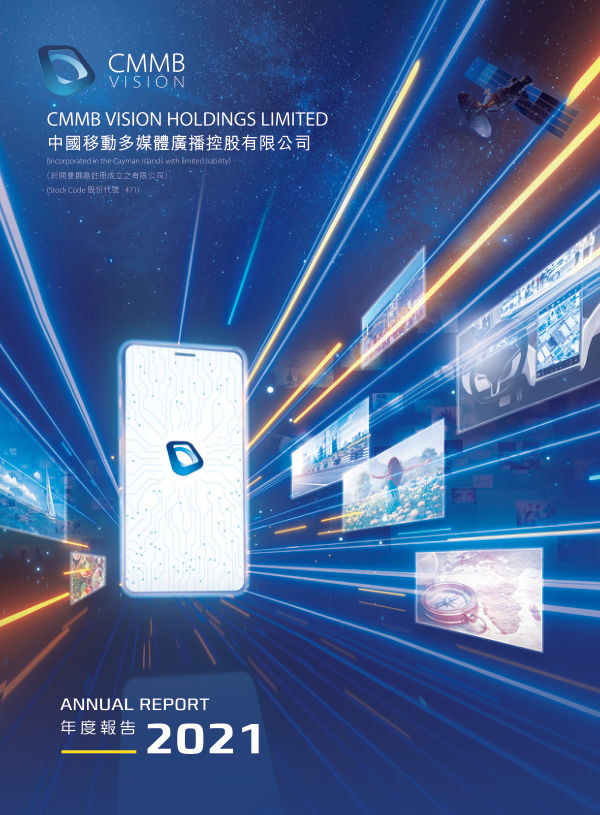 CMMB
VISION
CMMB VISION HOLDINGS LIMITED
中國移動多媒體廣播控股有限公司
(Incorporated in the Cayman Islands with limited liability)
（於開曼群島註冊成立之有限公司）
(Stock Code 股份代號 : 471)
ANNUAL REPORT
年度報告
2021